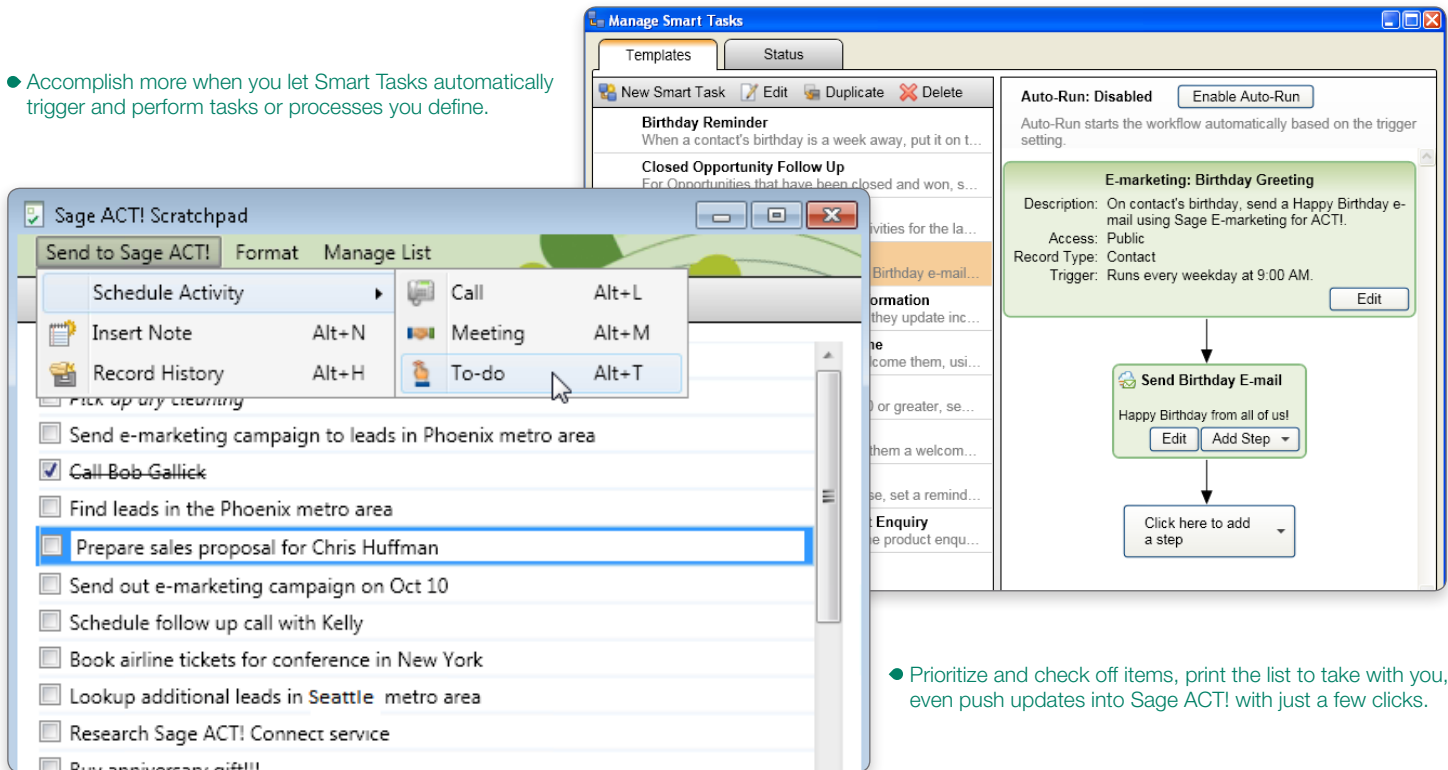 Accomplish more when you let Smart Tasks automatically
trigger and perform tasks or processes you define.
Manage Smart Tasks
Templates Status
New Smart Task Edit Duplicate Delete
Birthday Reminder
When a contact's birthday is a week away, put it on t...
Closed Opportunity Follow Up
For Opportunities that have been closed and won, s...
ivities for the la...
Birthday e-mail...
ormation
they update inc...
me
lcome them, usi...
0 or greater, se...
them a welcom...
se, set a remind...
t Enquiry
e product enqu...
Auto-Run: Disabled Enable Auto-Run
Auto-Run starts the workflow automatically based on the trigger
setting.
E-marketing: Birthday Greeting
Description: On contact's birthday, send a Happy Birthday e-
mail using Sage E-marketing for ACT!.
Access: Public
Record Type: Contact
Trigger: Runs every weekday at 9:00 AM.
Edit
Send Birthday E-mail
Happy Birthday from all of us!
Edit Add Step
Click here to add
a step
Sage ACT! Scratchpad
Send to Sage ACT! Format Manage List
Schedule Activity
Insert Note Alt+N
Record History Alt+H
Call Alt+L
Meeting Alt+M
To-do Alt+T
Pick up dry cleaning
Send e-marketing campaign to leads in Phoenix metro area
Call Bob Gallick
Find leads in the Phoenix metro area
Prepare sales proposal for Chris Huffman
Send out e-marketing campaign on Oct 10
Schedule follow up call with Kelly
Book airline tickets for conference in New York
Lookup additional leads in Seattle metro area
Research Sage ACT! Connect service
Buy anniversary gift!!!
Prioritize and check off items, print the list to take with you,
even push updates into Sage ACT! with just a few clicks.